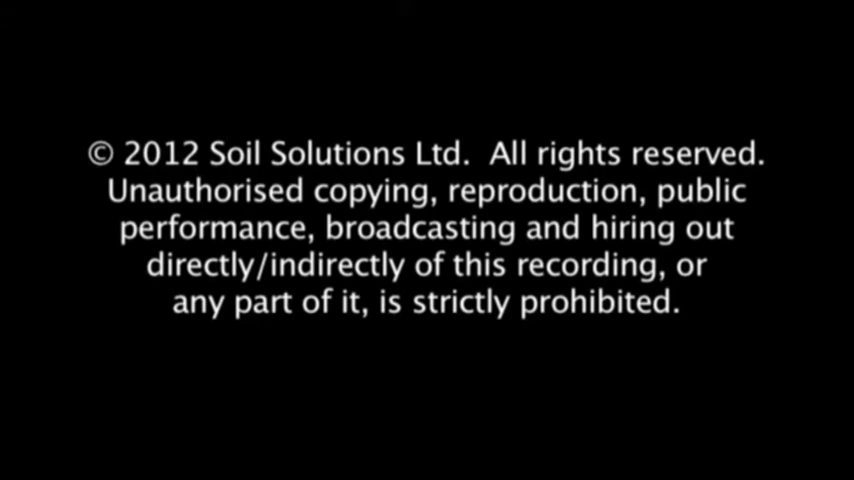 © 2012 Soil Solutions Ltd.  All rights reserved.
Unauthorised copying, reproduction, public
performance, broadcasting and hiring out
directly/indirectly of this recording, or
any part of it, is strictly prohibited.